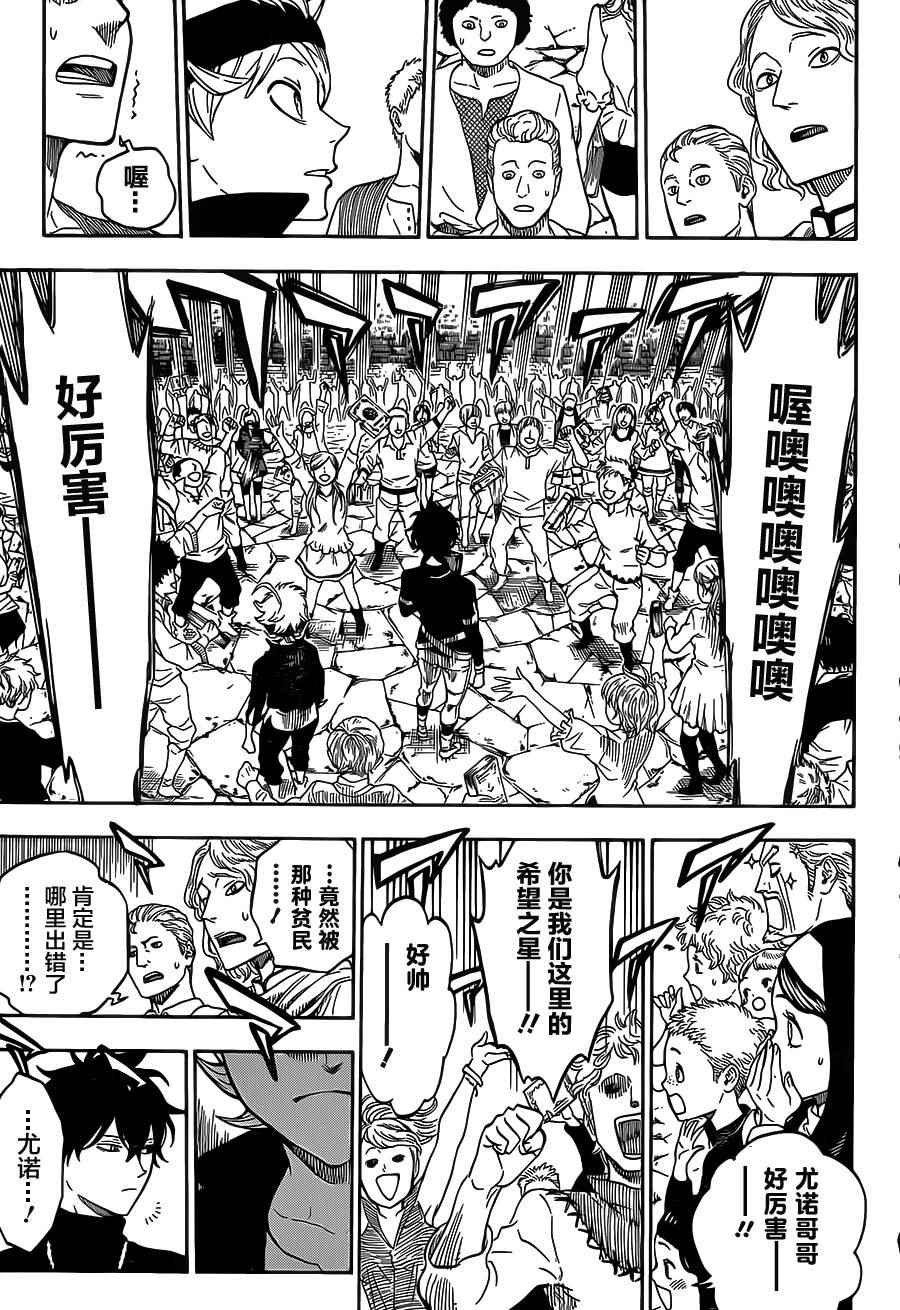 …
喔
…
喔噢噢噢噢噢噢
好厉害——
尤诺哥哥
好厉害——!!
你是我们这里的
希望之星——!!
好帅
——!
…竟然被
那种贫民
………!
肯定是…
哪里出错了
………!?
……尤诺……!